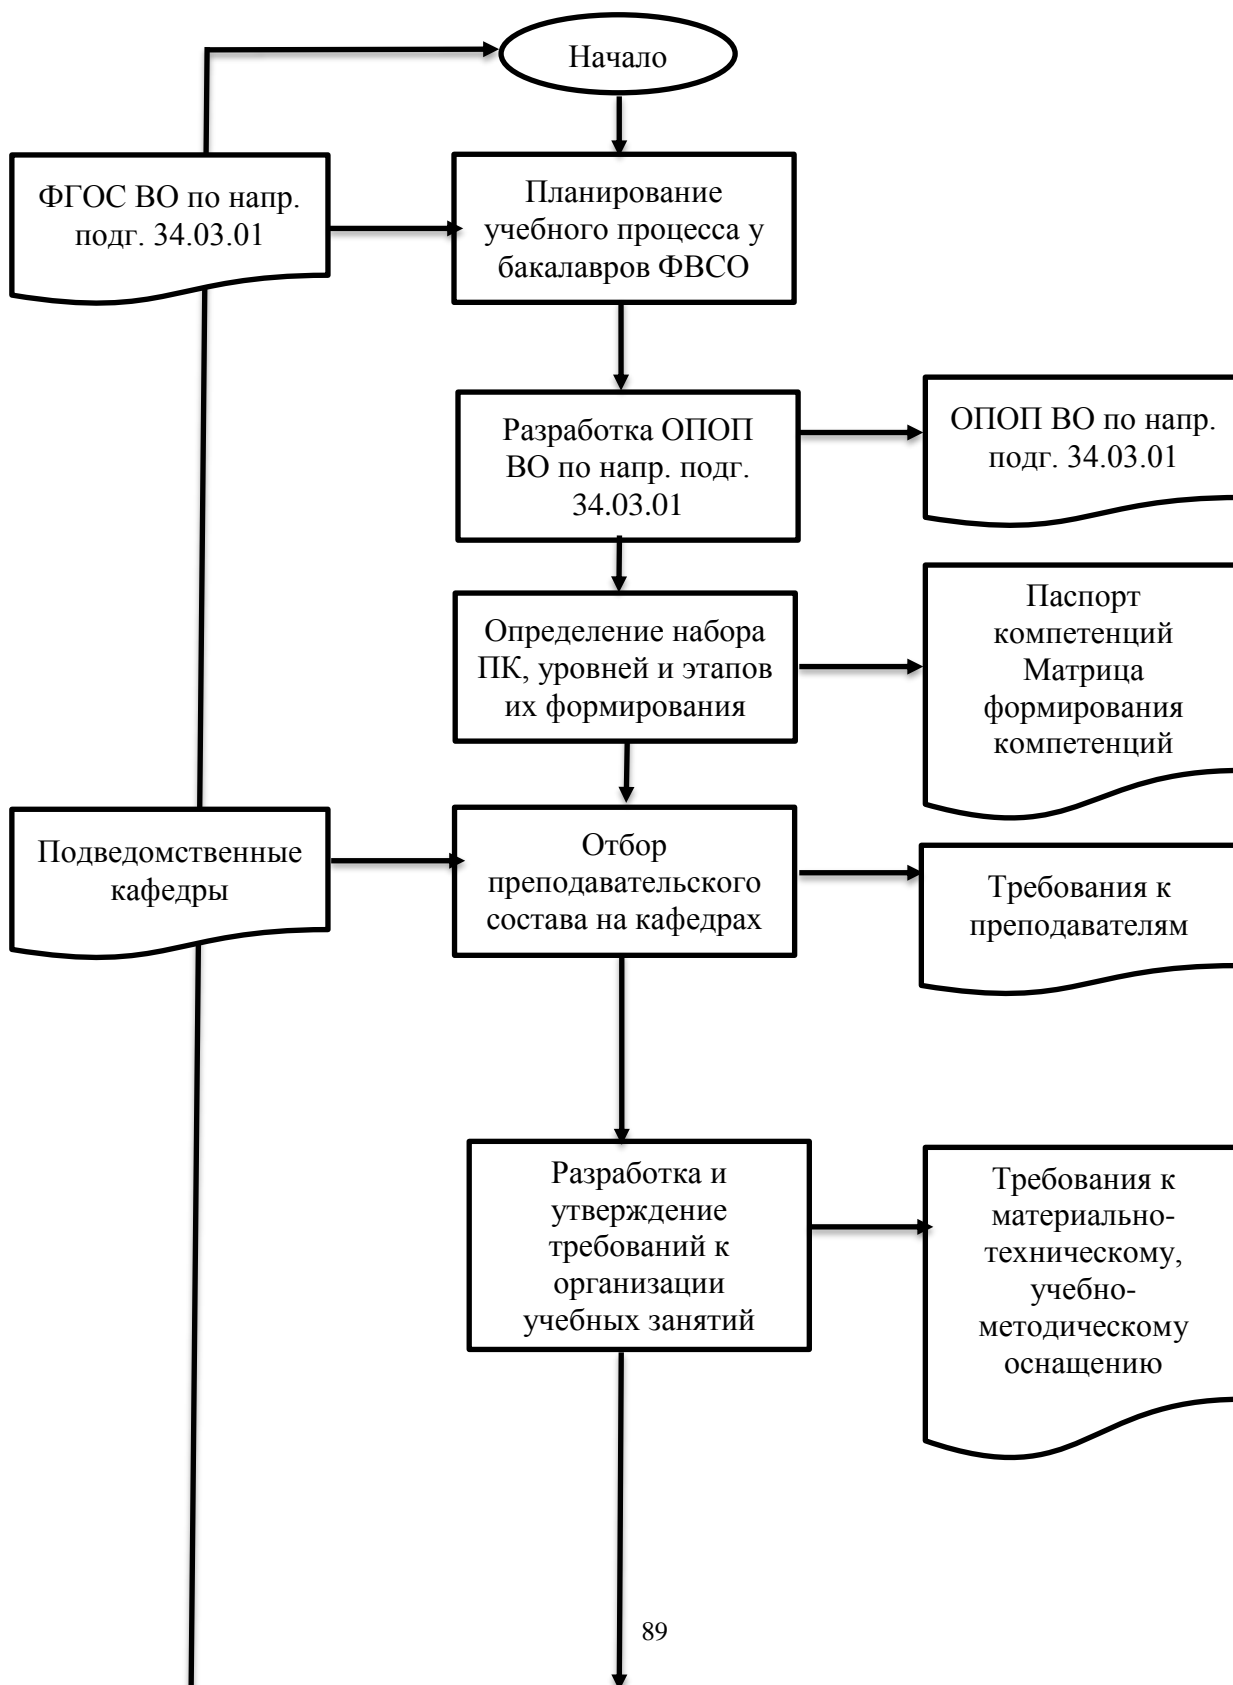 Начало
ФГОС ВО по напр.
подг. 34.03.01
Планирование
учебного процесса у
бакалавров ФВСО
Разработка ОПОП
ВО по напр. подг.
34.03.01
ОПОП ВО по напр.
подг. 34.03.01
Определение набора
ПК, уровней и этапов
их формирования
Паспорт
компетенций
Матрица
формирования
компетенций
Подведомственные
кафедры
Отбор
преподавательского
состава на кафедрах
Требования к
преподавателям
Разработка и
утверждение
требований к
организации
учебных занятий
Требования к
материально-
техническому,
учебно-
методическому
оснащению
89